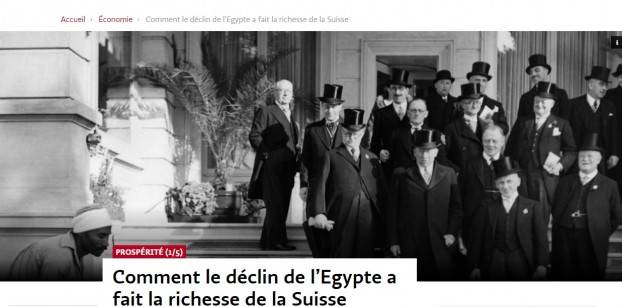 Accueil › Économie › Comment le déclin de l'Egypte a fait la richesse de la Suisse
PROSPÉRITÉ (1/5)
Comment le déclin de l'Egypte a
fait la richesse de la Suisse